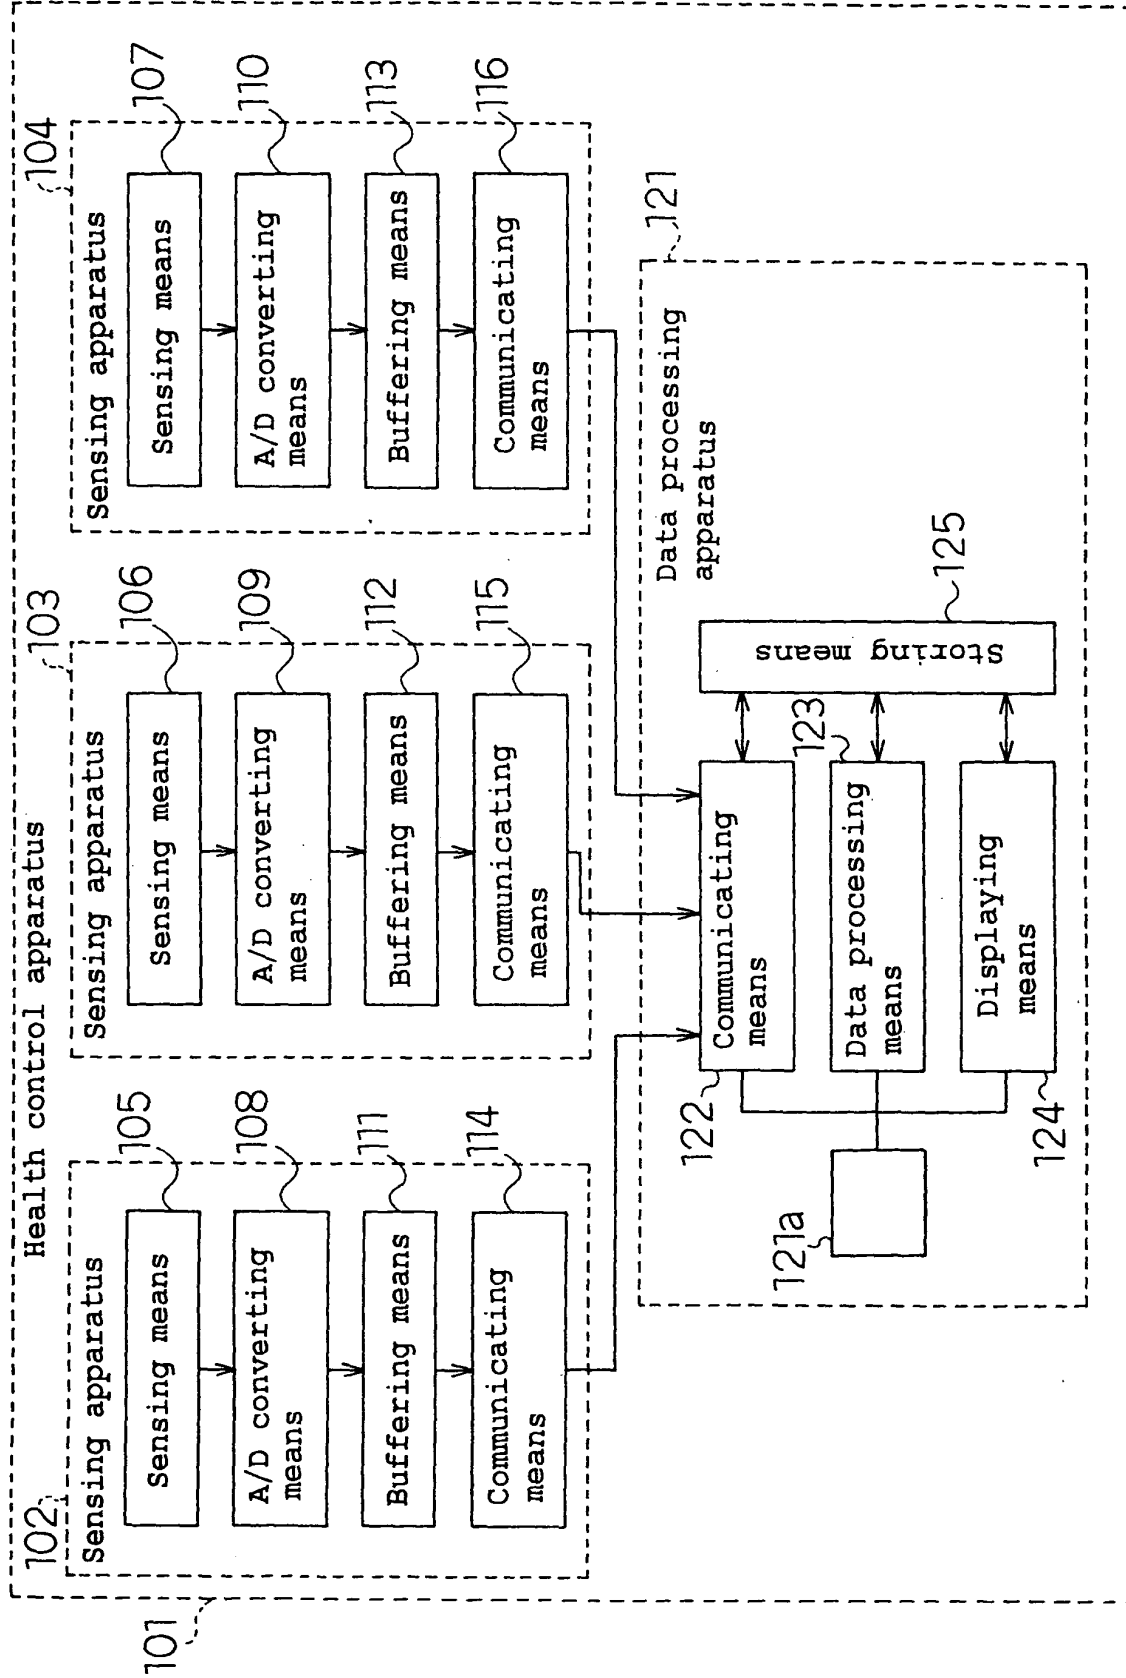 101
Health control apparatus
102
Sensing apparatus
Sensing means
105
A/D converting
means
108
Buffering means
111
Communicating
means
114
103
Sensing apparatus
Sensing means
106
A/D converting
means
109
Buffering means
112
Communicating
means
115
104
Sensing apparatus
Sensing means
107
A/D converting
means
110
Buffering means
113
Communicating
means
116
121
Data processing
apparatus
122
Communicating
means
123
Data processing
means
124
Displaying
means
Storing means
125
121a